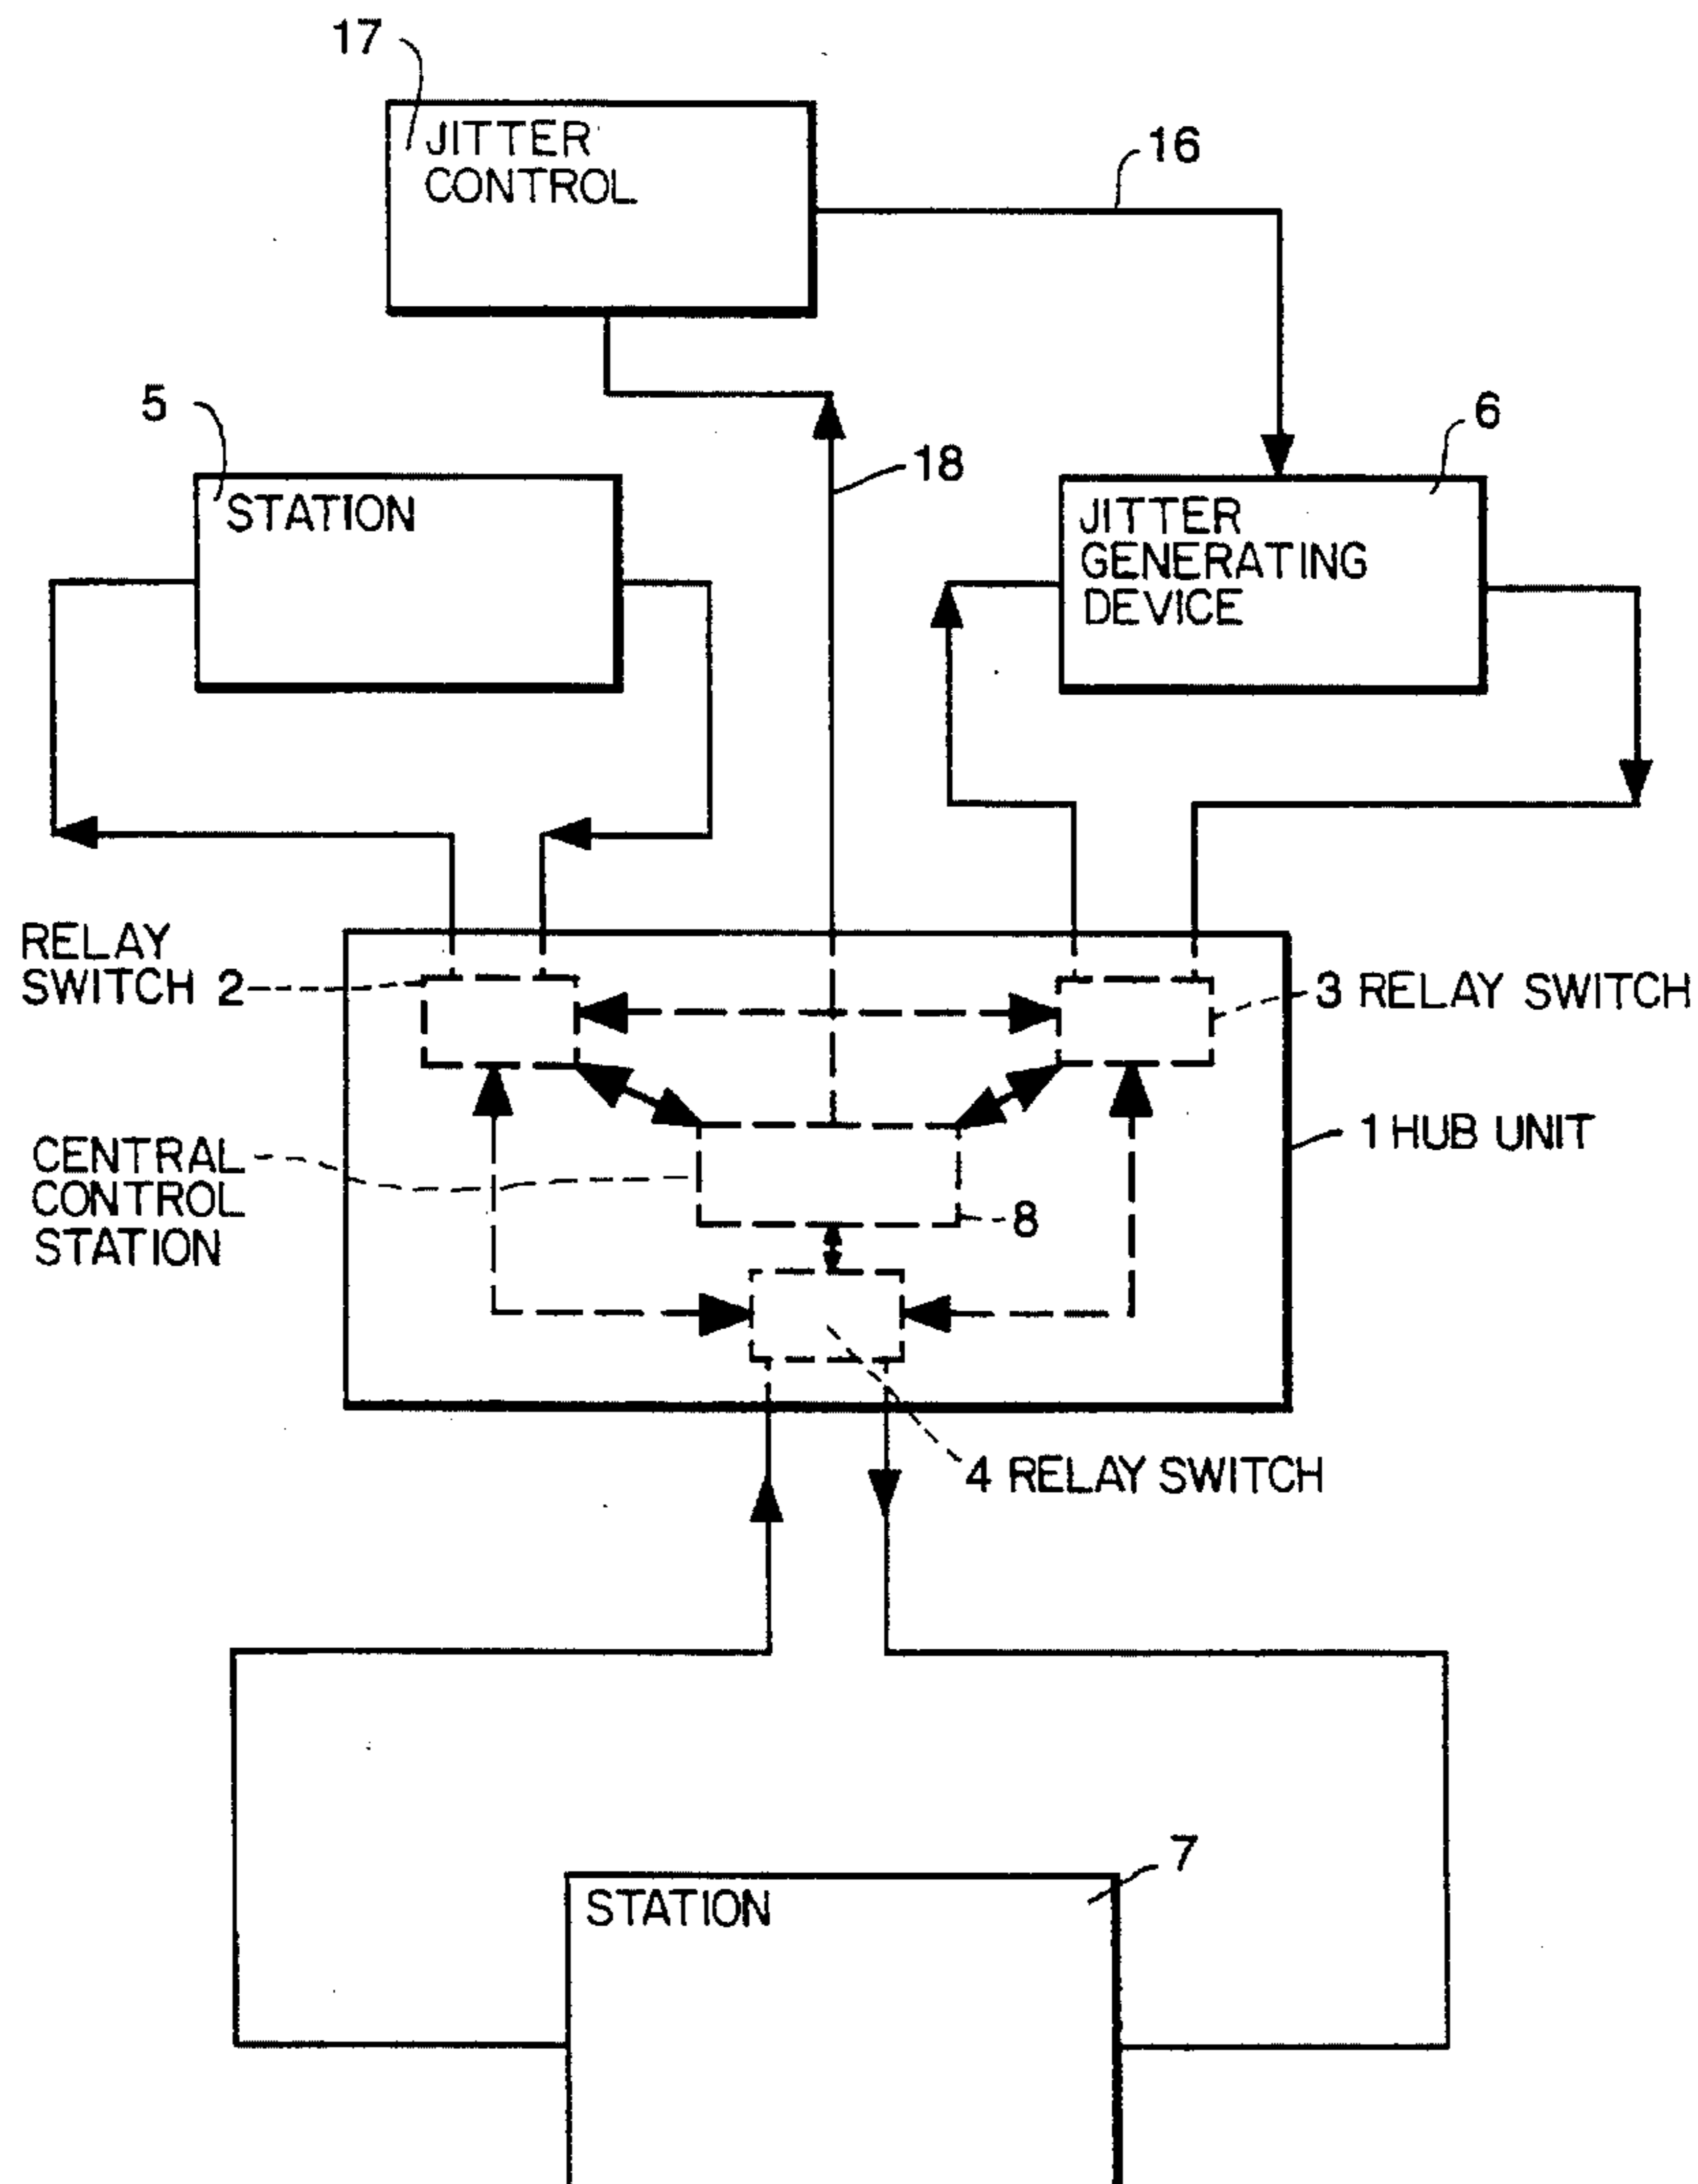 17
JITTER
CONTROL
16
5
STATION
18
6
JITTER
GENERATING
DEVICE
RELAY
SWITCH 2
3 RELAY SWITCH
1 HUB UNIT
CENTRAL
CONTROL
STATION
8
4 RELAY SWITCH
7
STATION